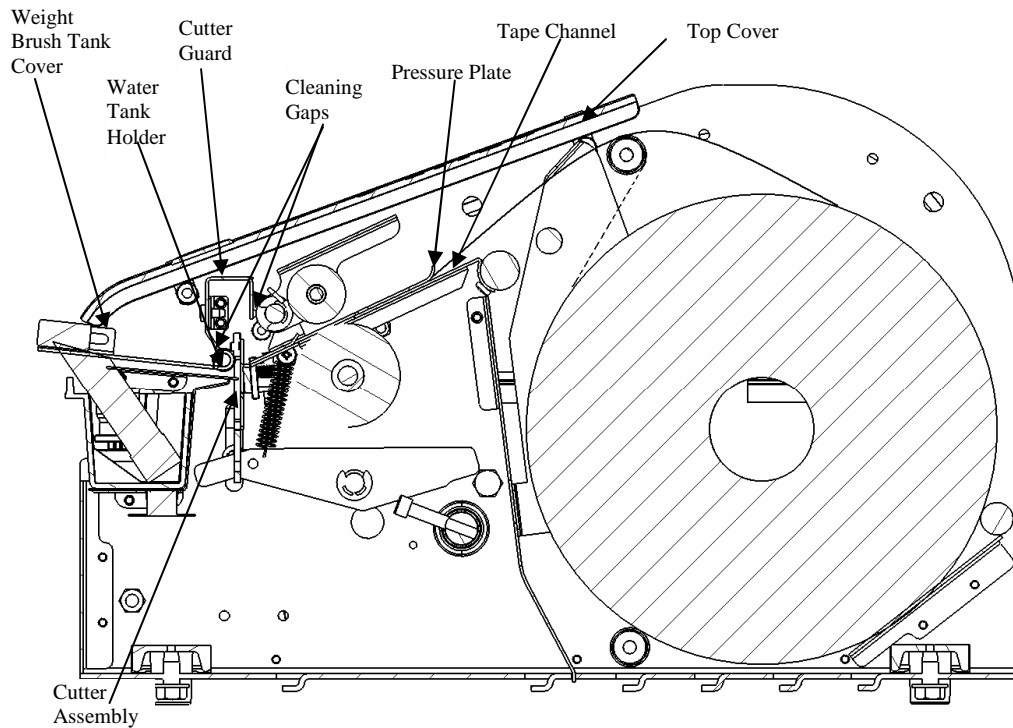 Weight
Brush Tank
Cover
Water
Tank
Holder
Cutter
Guard
Cleaning
Gaps
Pressure Plate
Tape Channel
Top Cover
Cutter
Assembly